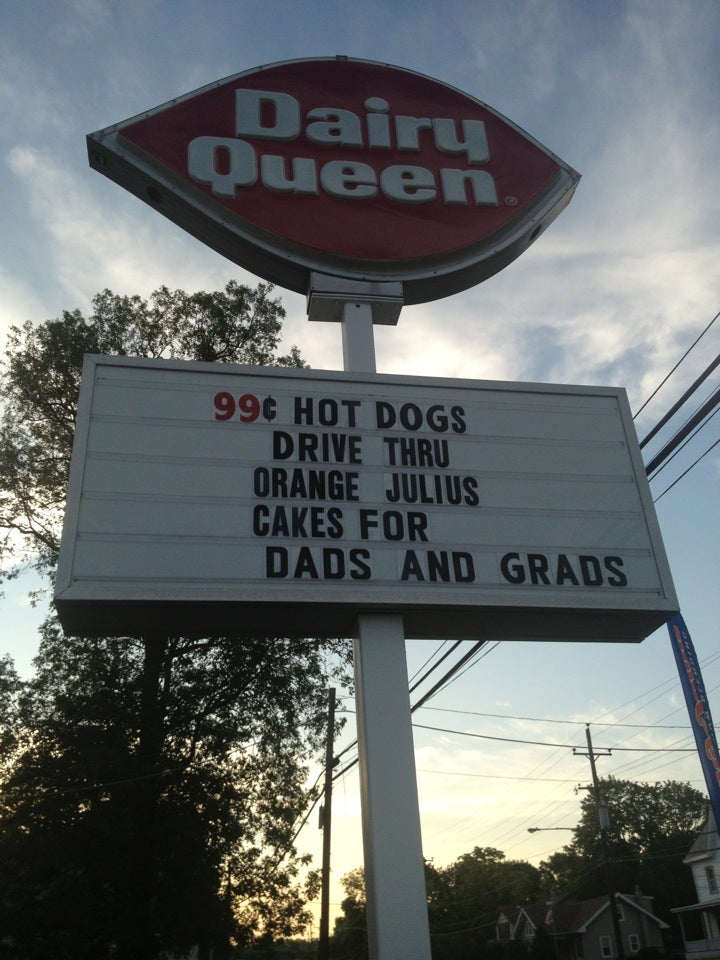 Dairy
Queen®
99¢ HOT DOGS
DRIVE THRU
ORANGE JULIUS
CAKES FOR
DADS AND GRADS